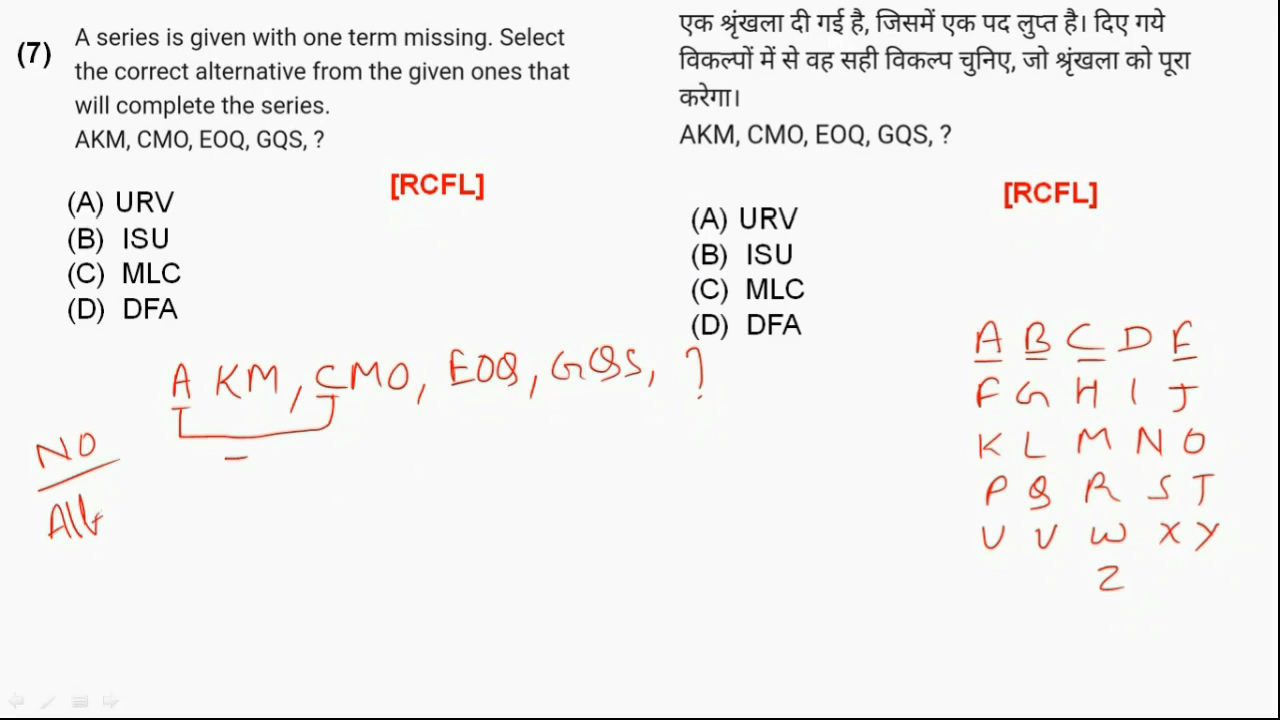 (7) A series is given with one term missing. Select
the correct alternative from the given ones that
will complete the series.
AKM, CMO, EOQ, GQS, ?
[RCFL]
(A) URV
(B) ISU
(C) MLC
(D) DFA
एक श्रृंखला दी गई है, जिसमें एक पद लुप्त है। दिए गये
विकल्पों में से वह सही विकल्प चुनिए, जो श्रृंखला को पूरा
करेगा।
AKM, CMO, EOQ, GQS, ?
[RCFL]
(A) URV
(B) ISU
(C) MLC
(D) DFA
A KM, CMO, EOQ, GQS, ?
NO
Alt
A B C D E
F G H I J
K L M N O
P Q R S T
U V W X Y
Z